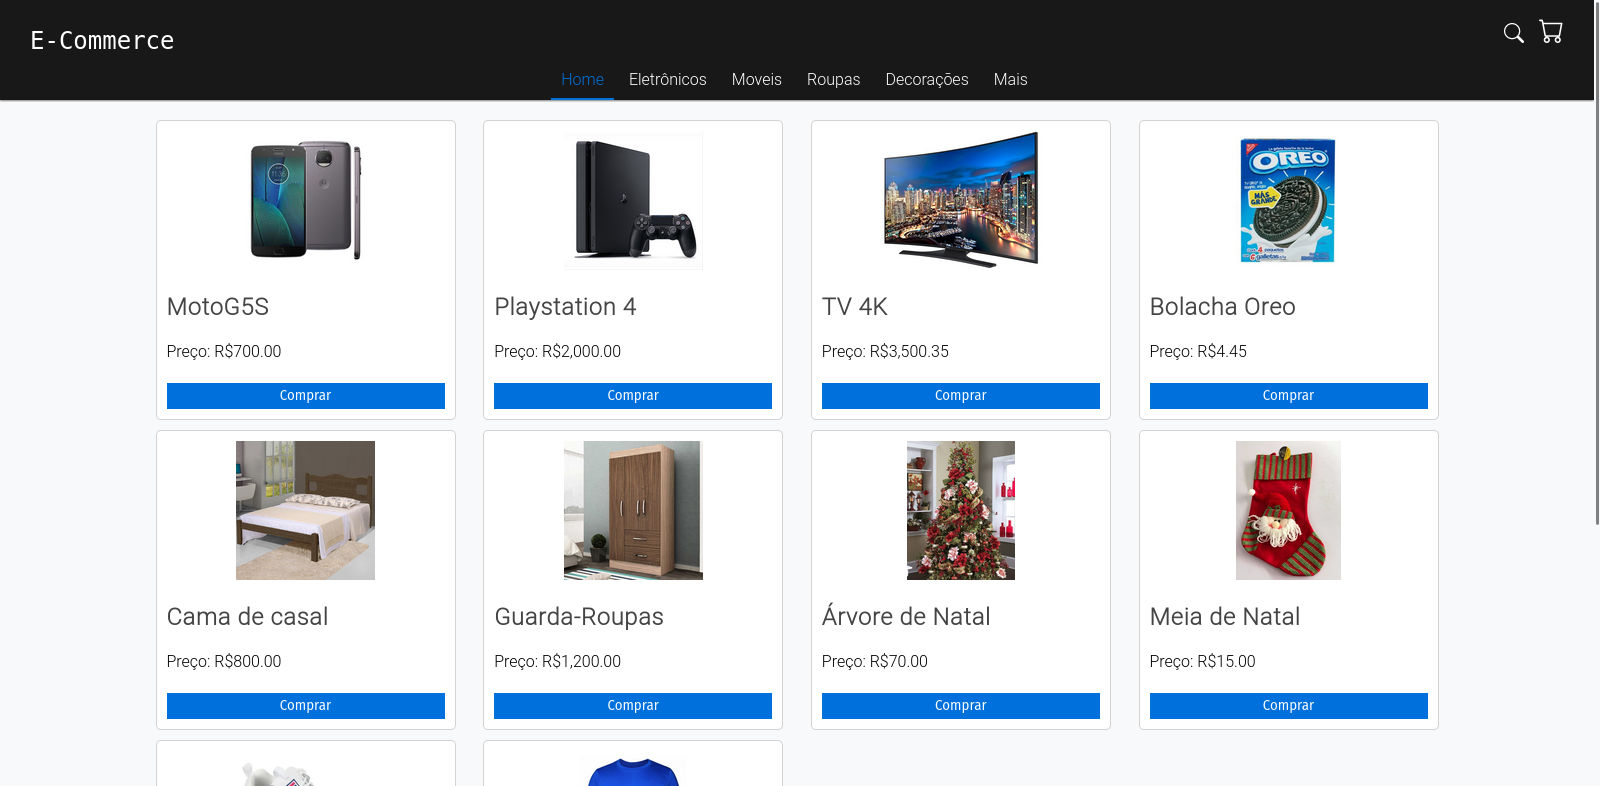 E-Commerce
Home Eletrônicos Moveis Roupas Decorações Mais
11:35
OREO
MÁS GRANDE
MotoG5S
Playstation 4
TV 4K
Bolacha Oreo
Preço: R$700.00
Preço: R$2,000.00
Preço: R$3,500.35
Preço: R$4.45
Comprar
Comprar
Comprar
Comprar
Cama de casal
Guarda-Roupas
Árvore de Natal
Meia de Natal
Preço: R$800.00
Preço: R$1,200.00
Preço: R$70.00
Preço: R$15.00
Comprar
Comprar
Comprar
Comprar